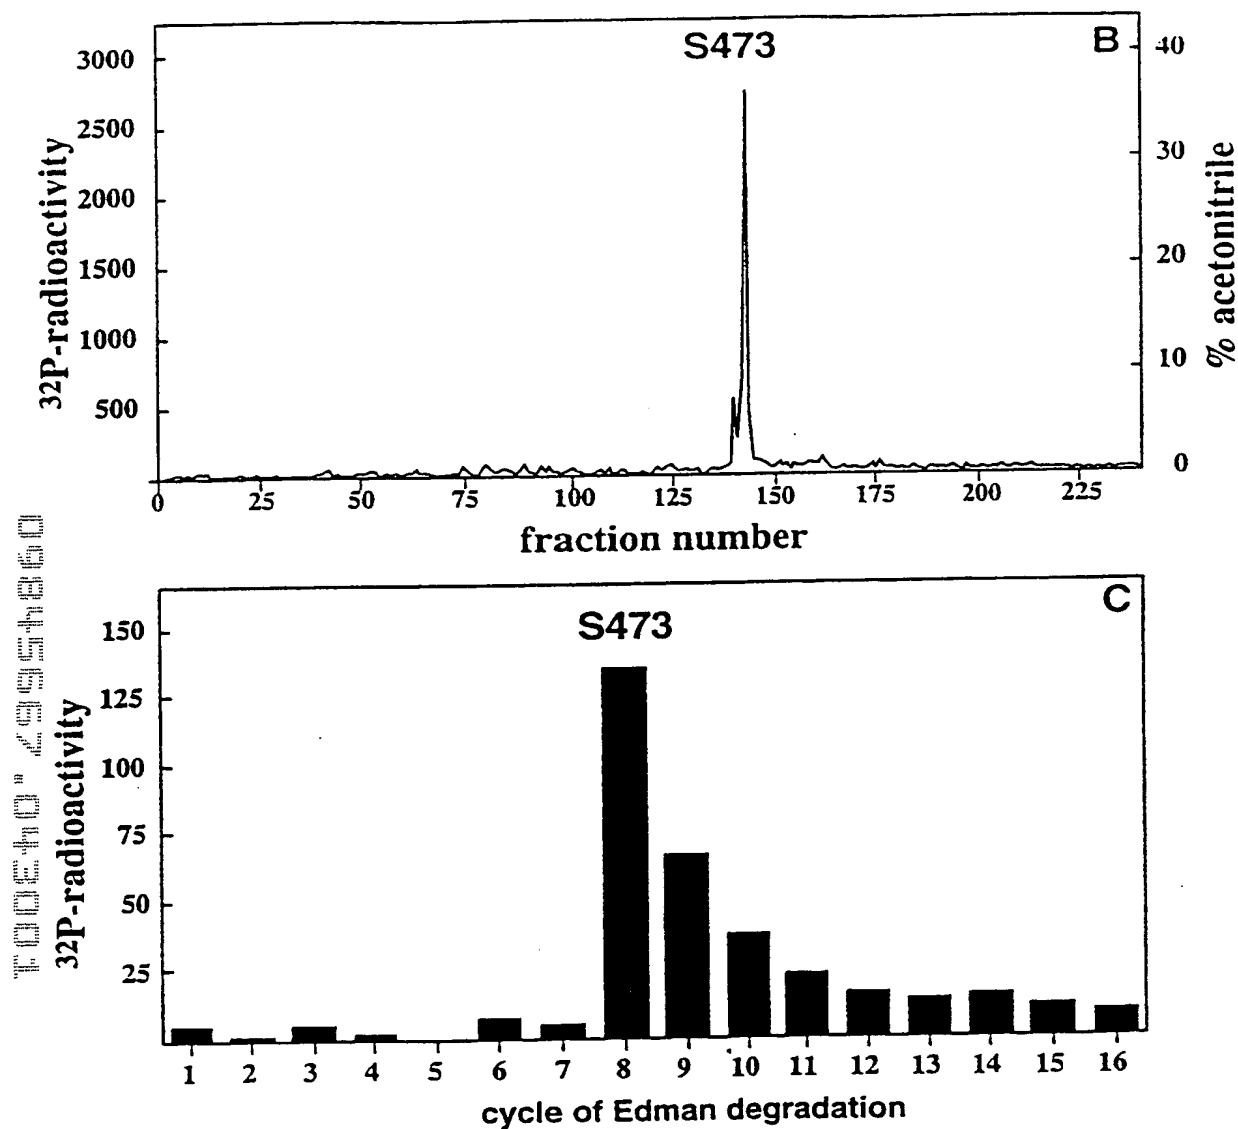 S473
B
3000
2500
2000
1500
1000
500
40
30
20
10
0
32P-radioactivity
% acetonitrile
0 25 50 75 100 125 150 175 200 225
fraction number
S473
C
150
125
100
75
50
25
32P-radioactivity
1 2 3 4 5 6 7 8 9 10 11 12 13 14 15 16
cycle of Edman degradation
09845667.043001